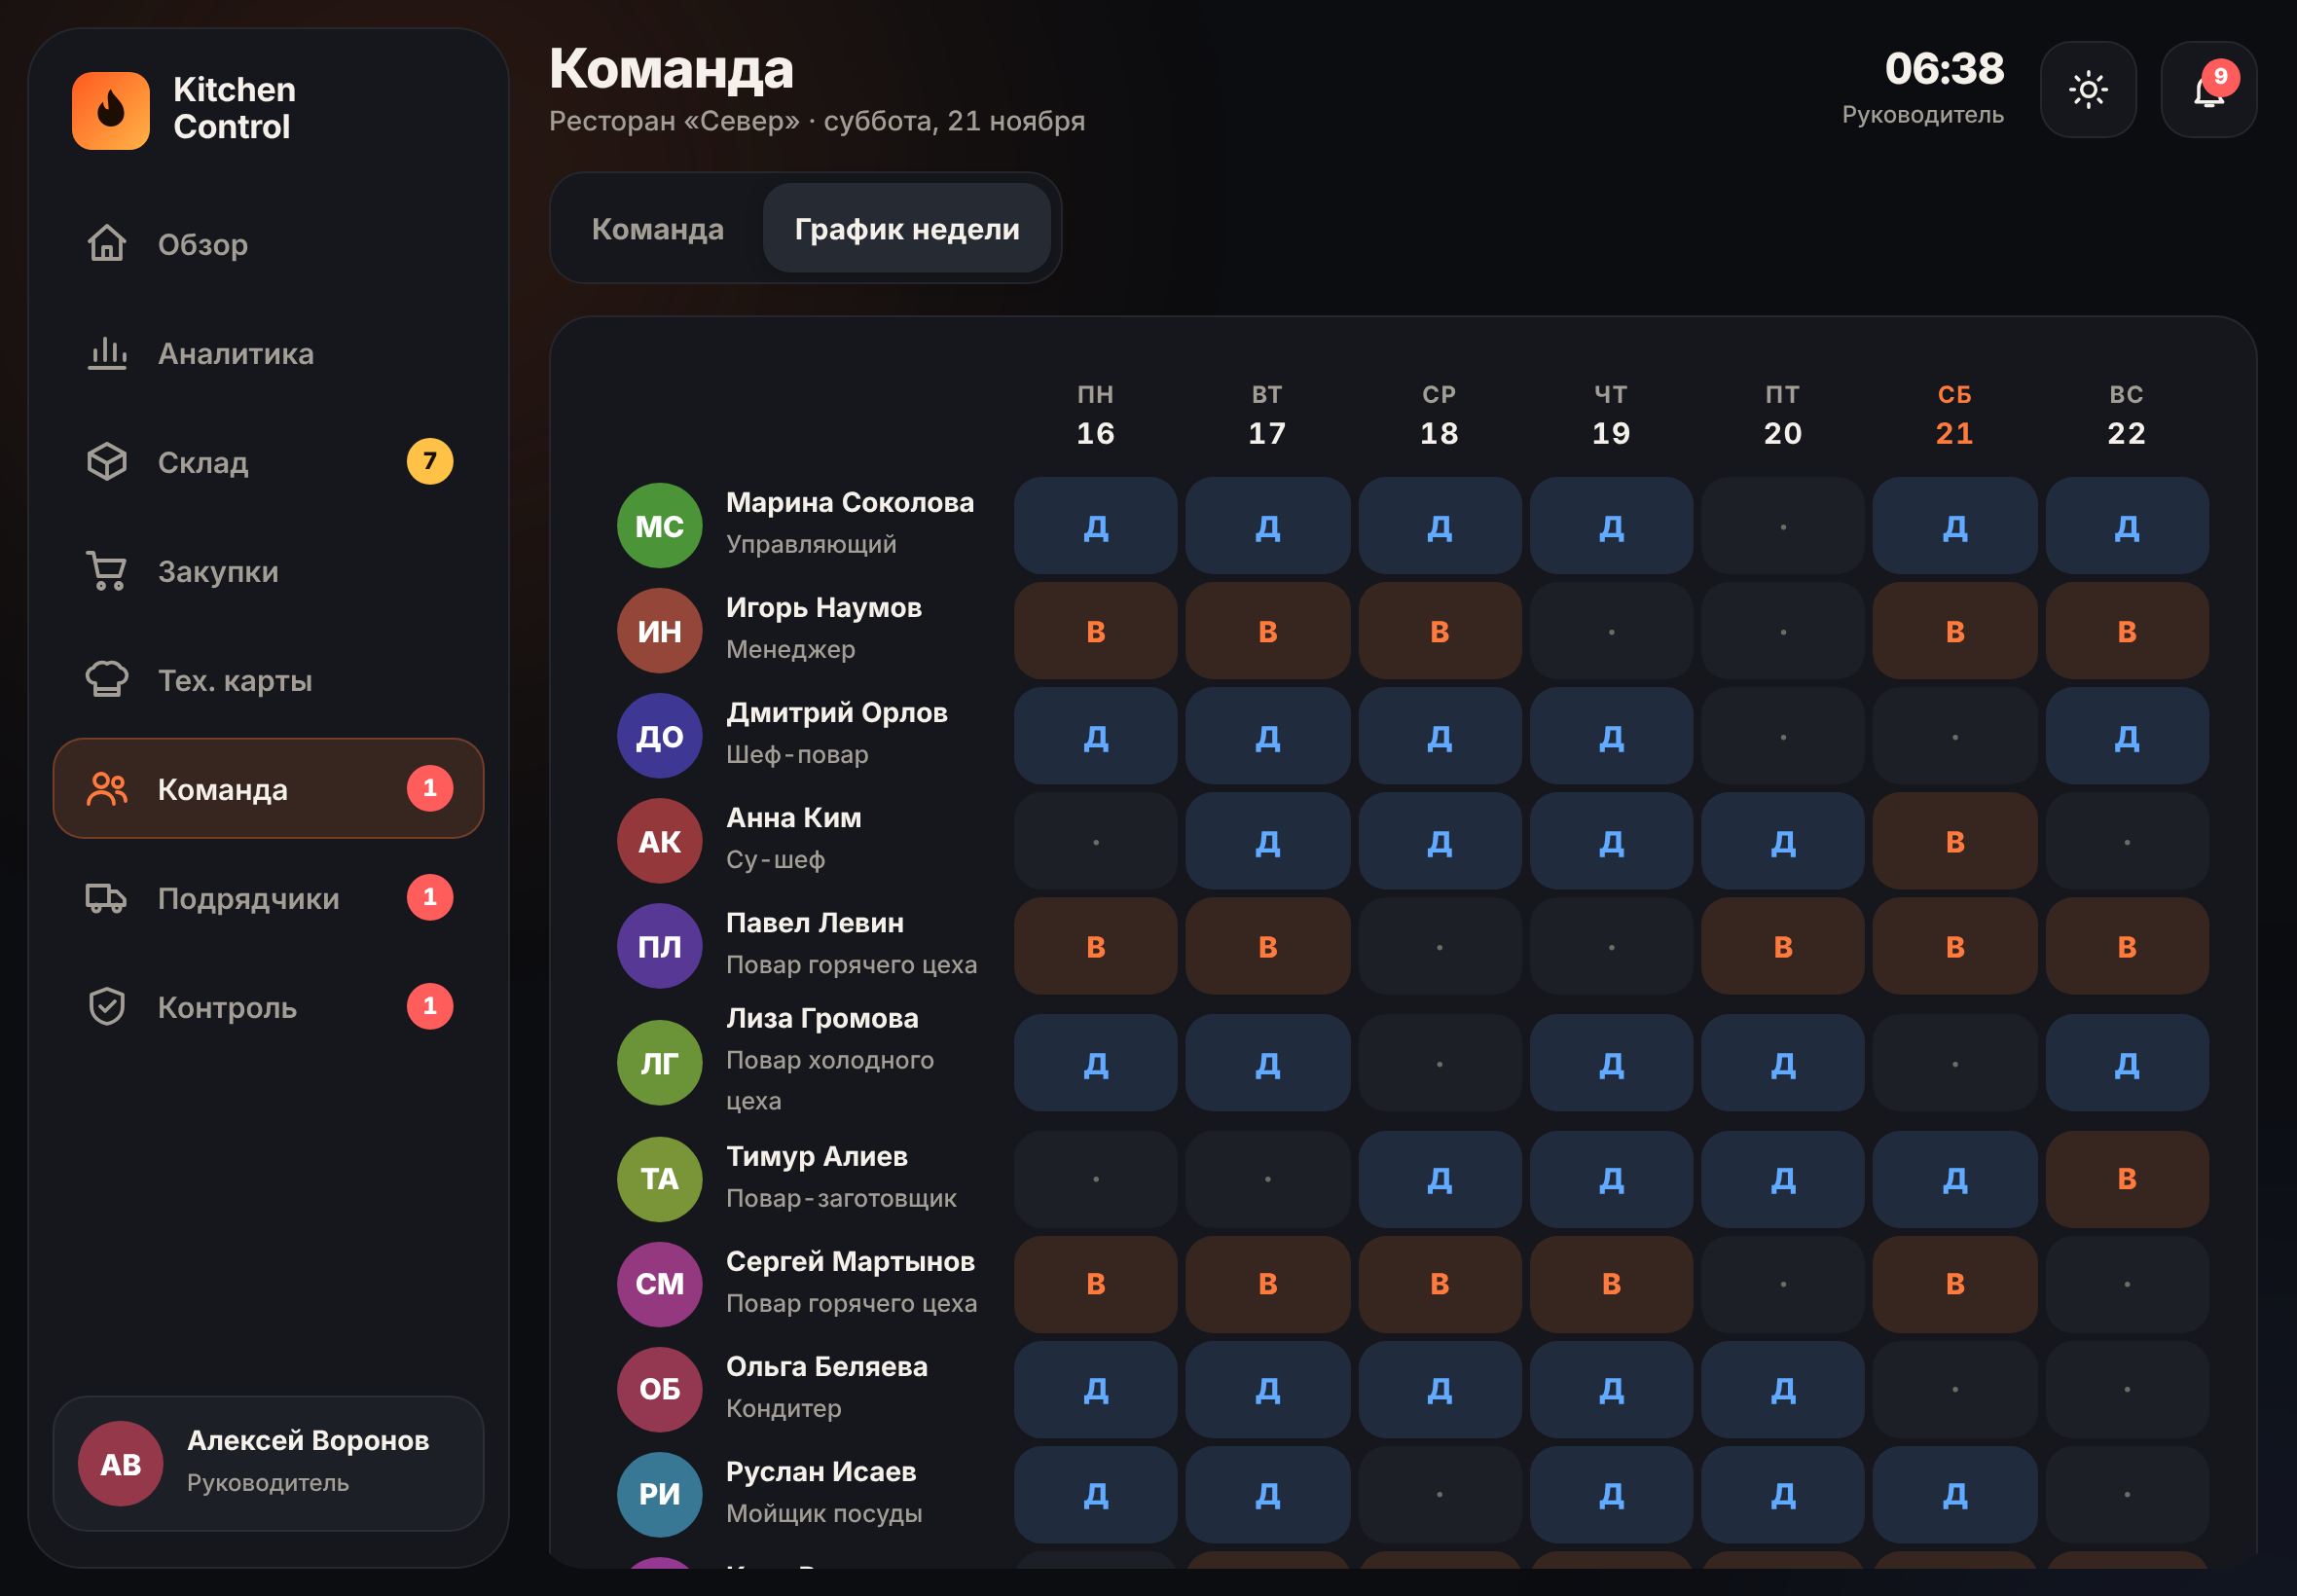 Kitchen
Control
Обзор
Аналитика
Склад 7
Закупки
Тех. карты
Команда 1
Подрядчики 1
Контроль 1
АВ
Алексей Воронов
Руководитель
Команда
Ресторан «Север» · суббота, 21 ноября
06:38
Руководитель
9
Команда График недели
ПН ВТ СР ЧТ ПТ СБ ВС
16 17 18 19 20 21 22
МС
Марина Соколова
Управляющий
Д Д Д Д · Д Д
ИН
Игорь Наумов
Менеджер
В В В · · В В
ДО
Дмитрий Орлов
Шеф-повар
Д Д Д Д · · Д
АК
Анна Ким
Су-шеф
· Д Д Д Д В ·
ПЛ
Павел Левин
Повар горячего цеха
В В · · В В В
ЛГ
Лиза Громова
Повар холодного
цеха
Д Д · Д Д · Д
ТА
Тимур Алиев
Повар-заготовщик
· · Д Д Д Д В
СМ
Сергей Мартынов
Повар горячего цеха
В В В В · В ·
ОБ
Ольга Беляева
Кондитер
Д Д Д Д Д · ·
РИ
Руслан Исаев
Мойщик посуды
Д Д · Д Д Д ·